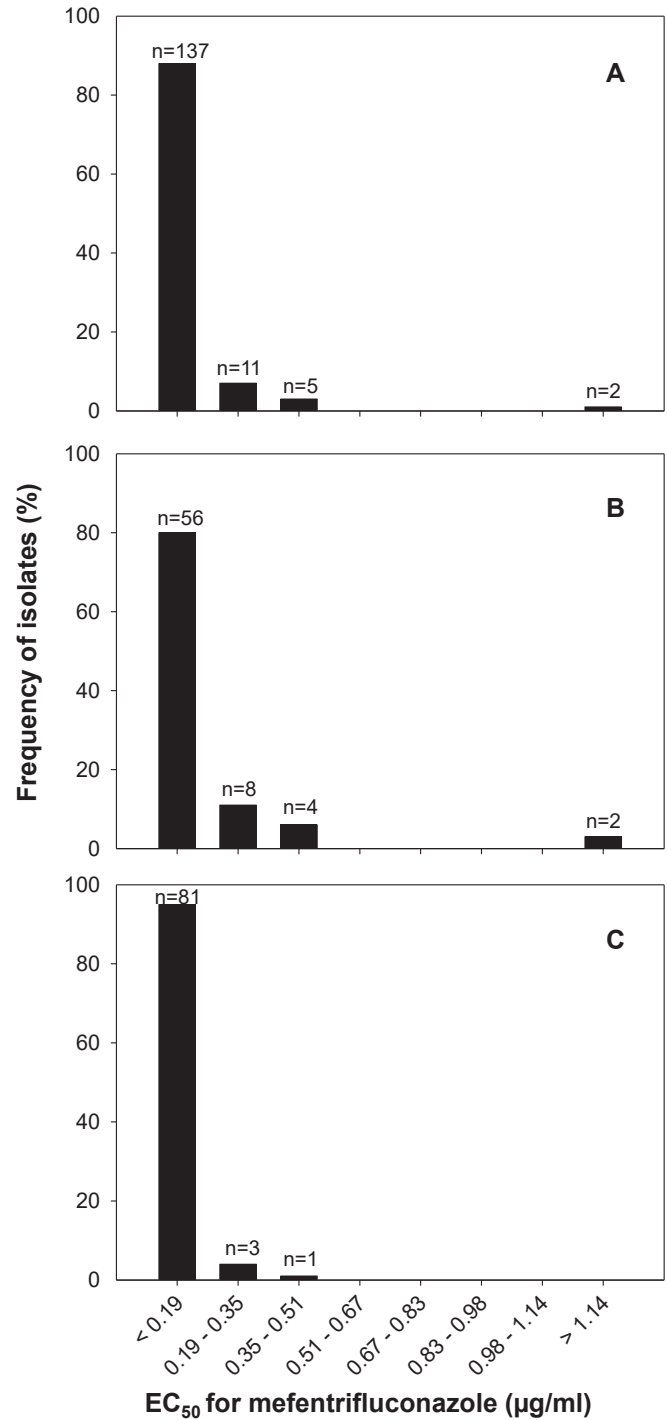 100
80
60
40
20
0
n=137
n=11
n=5
n=2
A
100
80
60
40
20
0
n=56
n=8
n=4
n=2
B
Frequency of isolates (%)
100
80
60
40
20
0
n=81
n=3
n=1
C
< 0.19
0.19 - 0.35
0.35 - 0.51
0.51 - 0.67
0.67 - 0.83
0.83 - 0.98
0.98 - 1.14
> 1.14
EC₅₀ for mefentrifluconazole (µg/ml)